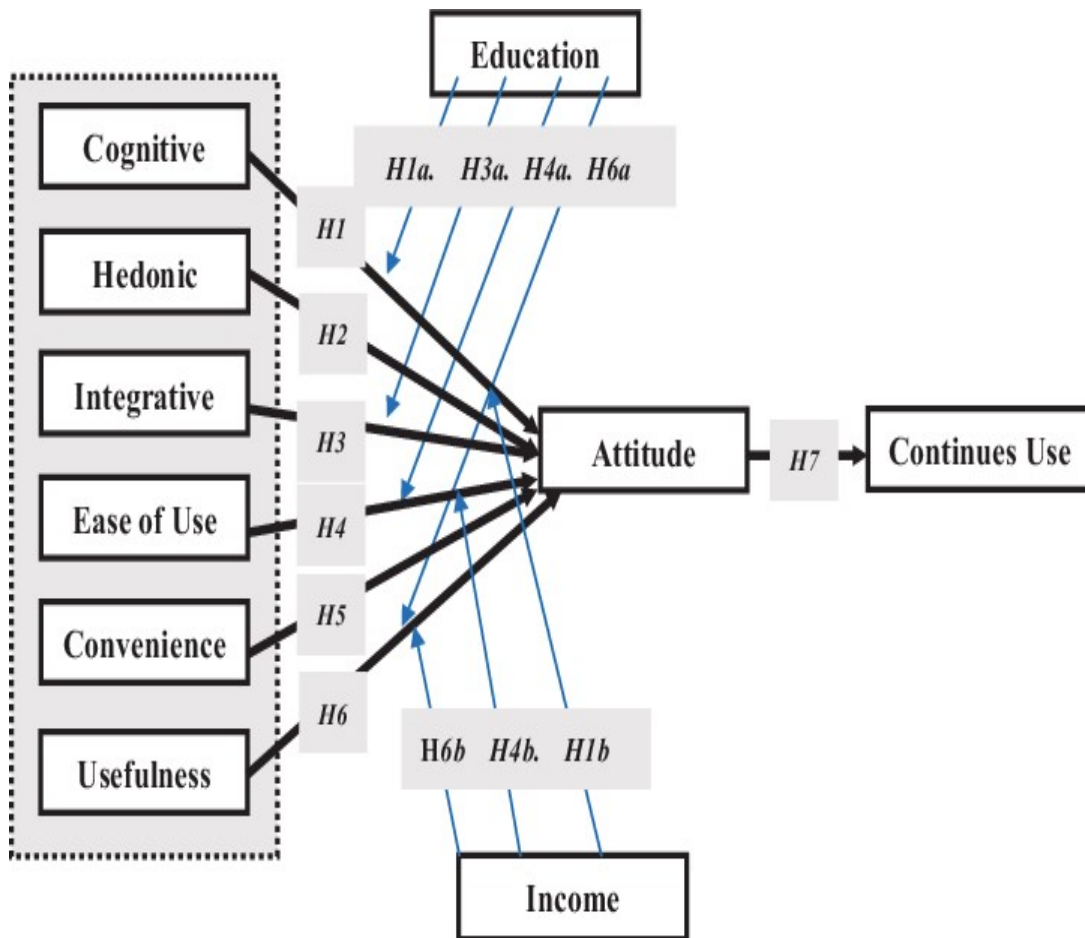 Education
Cognitive
H1a. H3a. H4a. H6a
H1
Hedonic
H2
Integrative
H3
Attitude
H7
Continues Use
Ease of Use
H4
Convenience
H5
H6
Usefulness
H6b H4b. H1b
Income